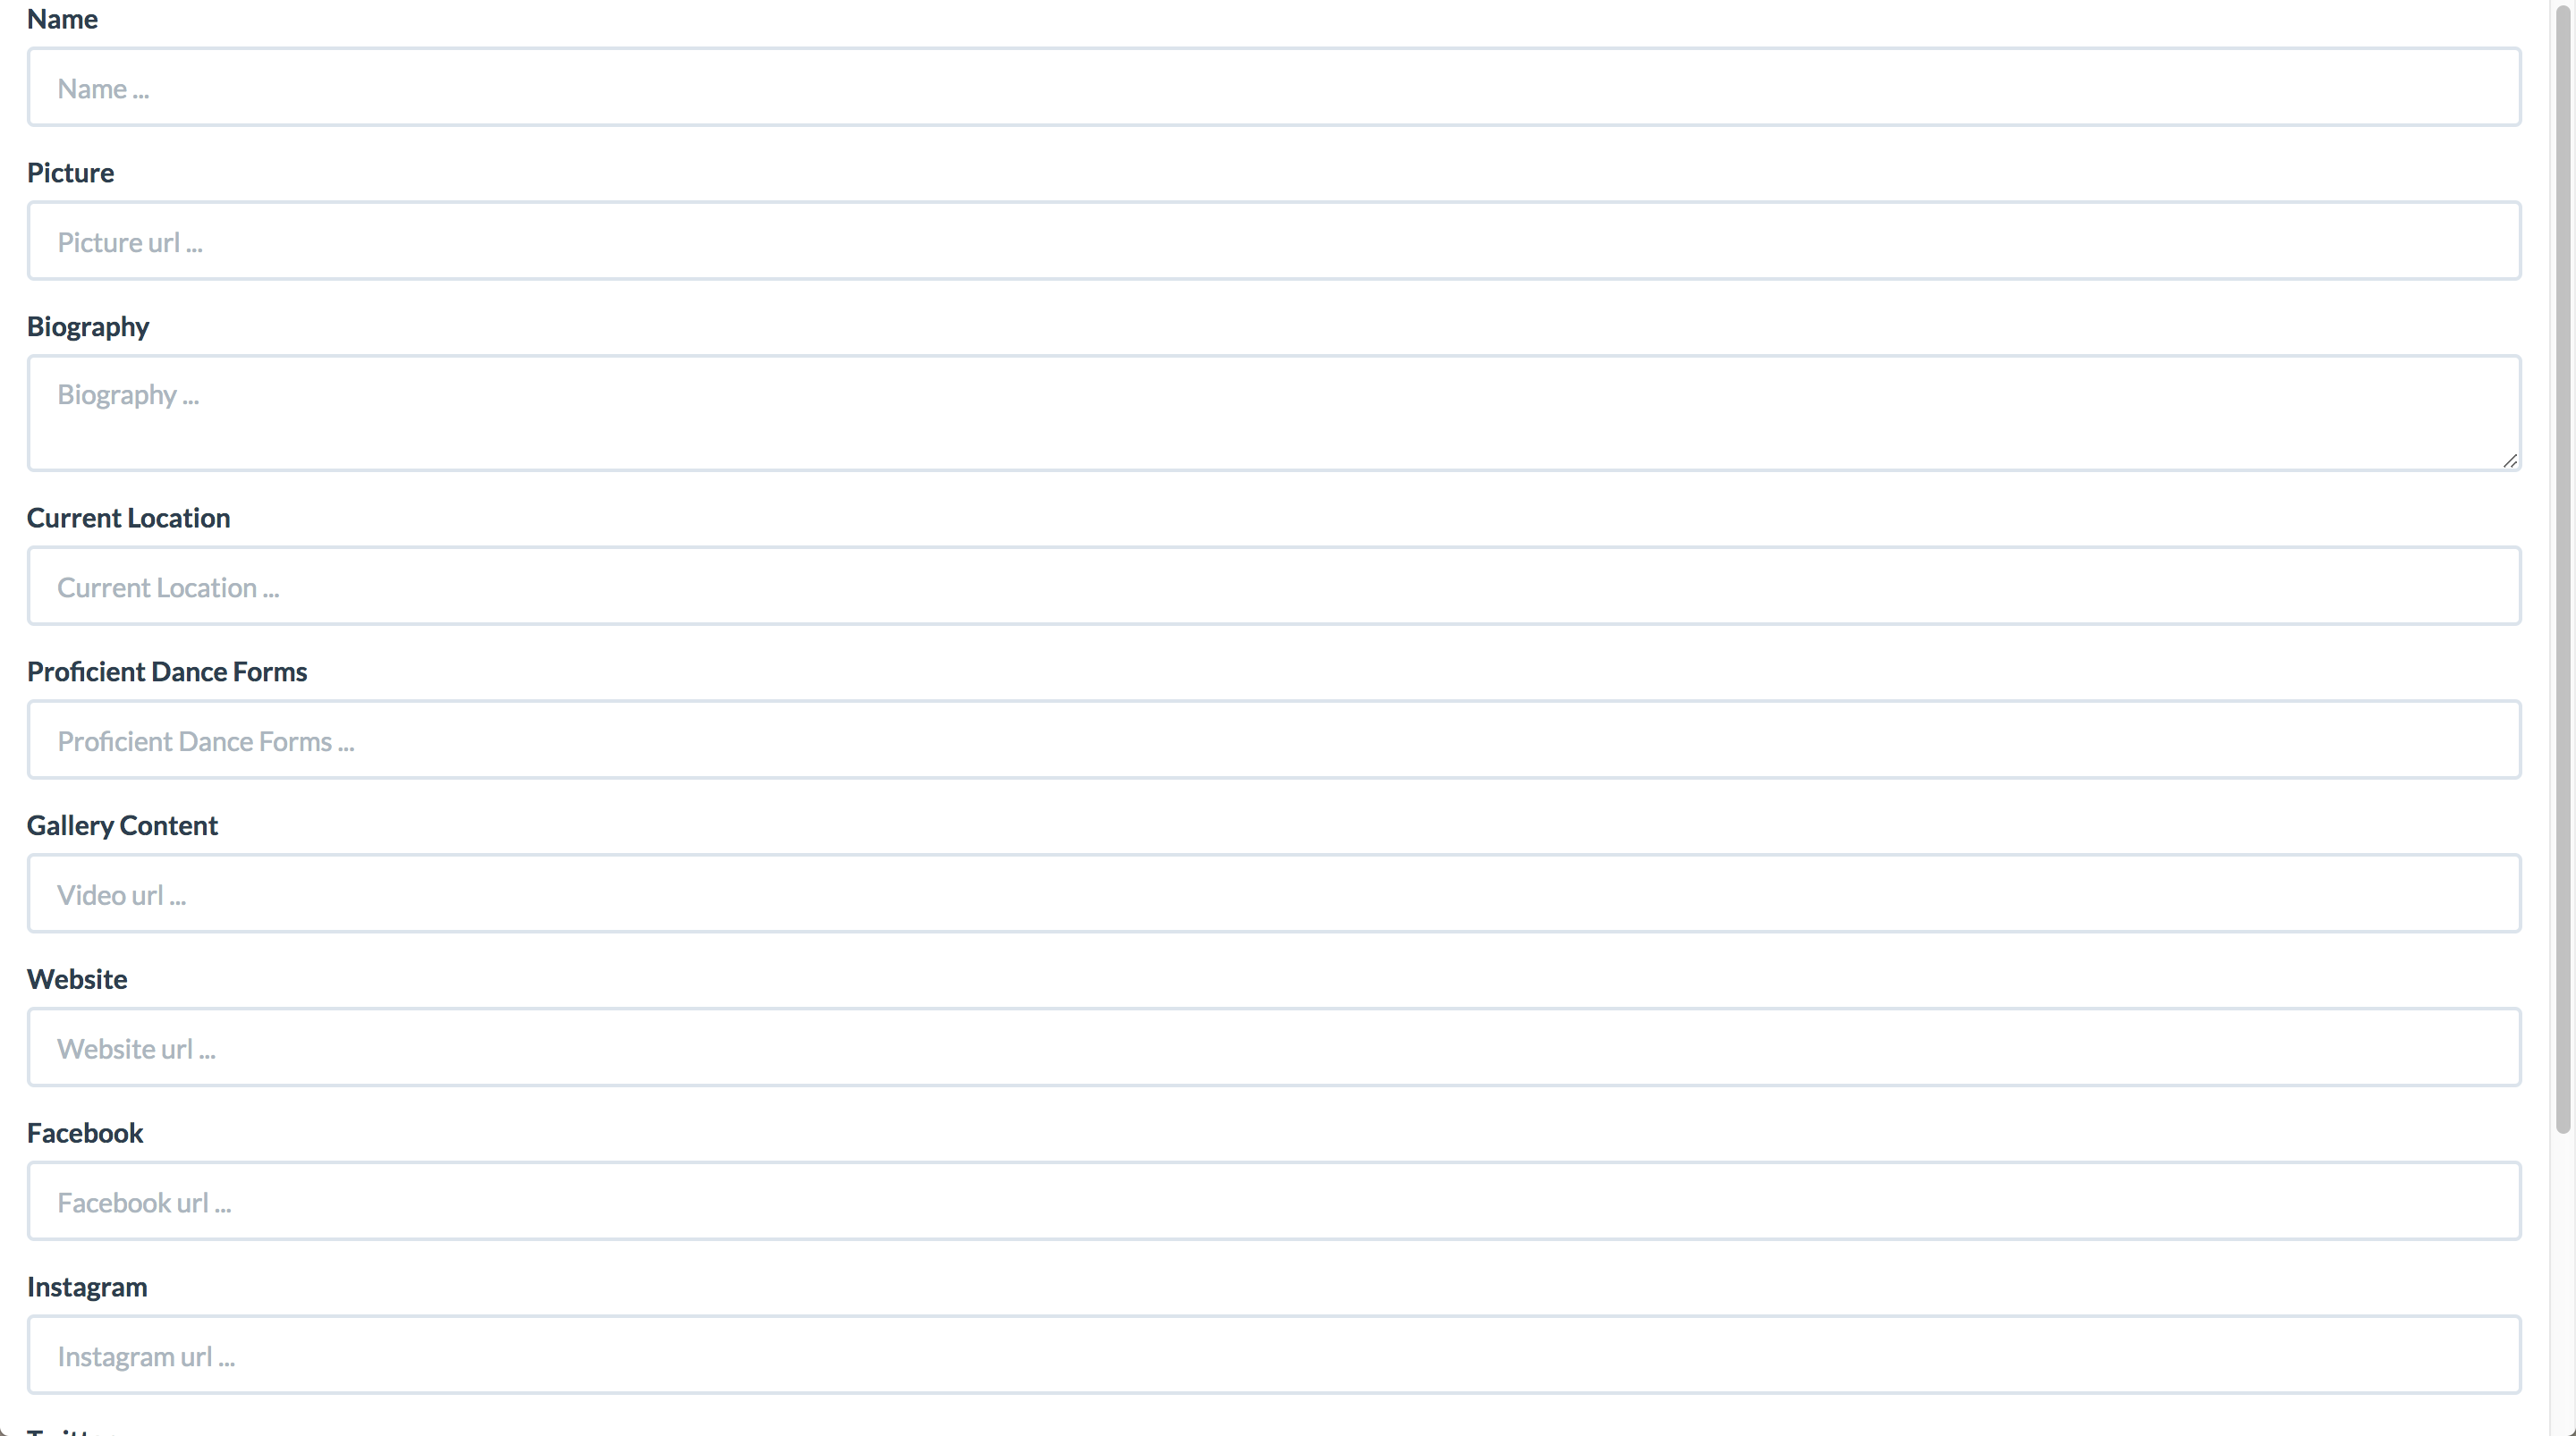 Name
Name ...
Picture
Picture url ...
Biography
Biography ...
Current Location
Current Location ...
Proficient Dance Forms
Proficient Dance Forms ...
Gallery Content
Video url ...
Website
Website url ...
Facebook
Facebook url ...
Instagram
Instagram url ...